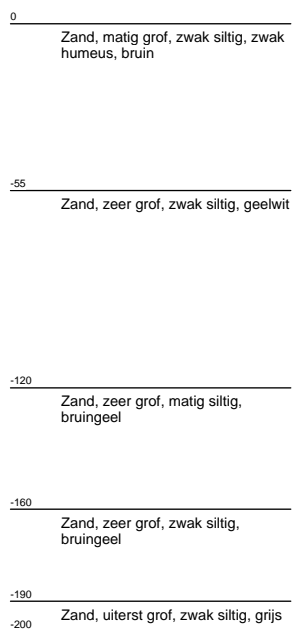 0
Zand, matig grof, zwak siltig, zwak
humeus, bruin
-55
Zand, zeer grof, zwak siltig, geelwit
-120
Zand, zeer grof, matig siltig,
bruingeel
-160
Zand, zeer grof, zwak siltig,
bruingeel
-190
Zand, uiterst grof, zwak siltig, grijs
-200